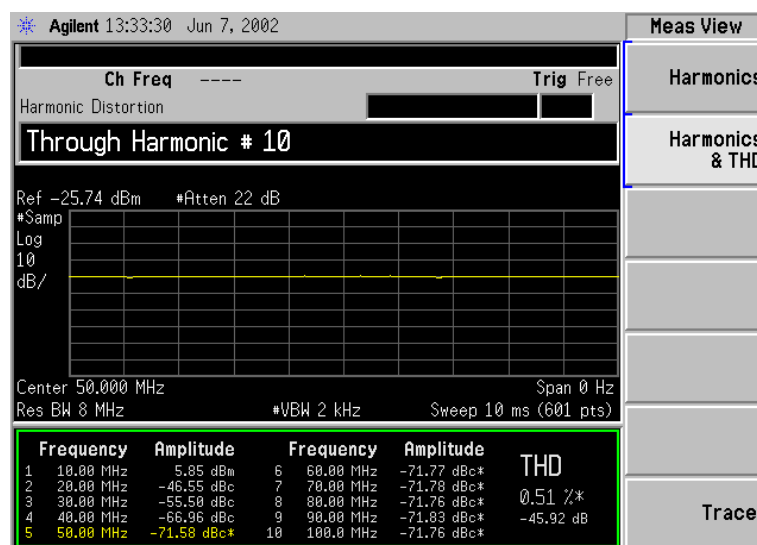 Agilent 13:33:30 Jun 7, 2002
Meas View
Ch Freq ---- Trig Free
Harmonic Distortion
Harmonics
Through Harmonic # 10
Harmonics
& THD
Ref -25.74 dBm #Atten 22 dB
#Samp
Log
10
dB/
Center 50.000 MHz Span 0 Hz
Res BW 8 MHz #VBW 2 kHz Sweep 10 ms (601 pts)
Frequency Amplitude Frequency Amplitude
THD
1 10.00 MHz 5.85 dBm 6 60.00 MHz -71.77 dBc*
2 20.00 MHz -46.55 dBc 7 70.00 MHz -71.78 dBc*
0.51 %*
3 30.00 MHz -55.50 dBc 8 80.00 MHz -71.76 dBc*
4 40.00 MHz -66.96 dBc 9 90.00 MHz -71.83 dBc*
-45.92 dB
5 50.00 MHz -71.58 dBc* 10 100.0 MHz -71.76 dBc*
Trace